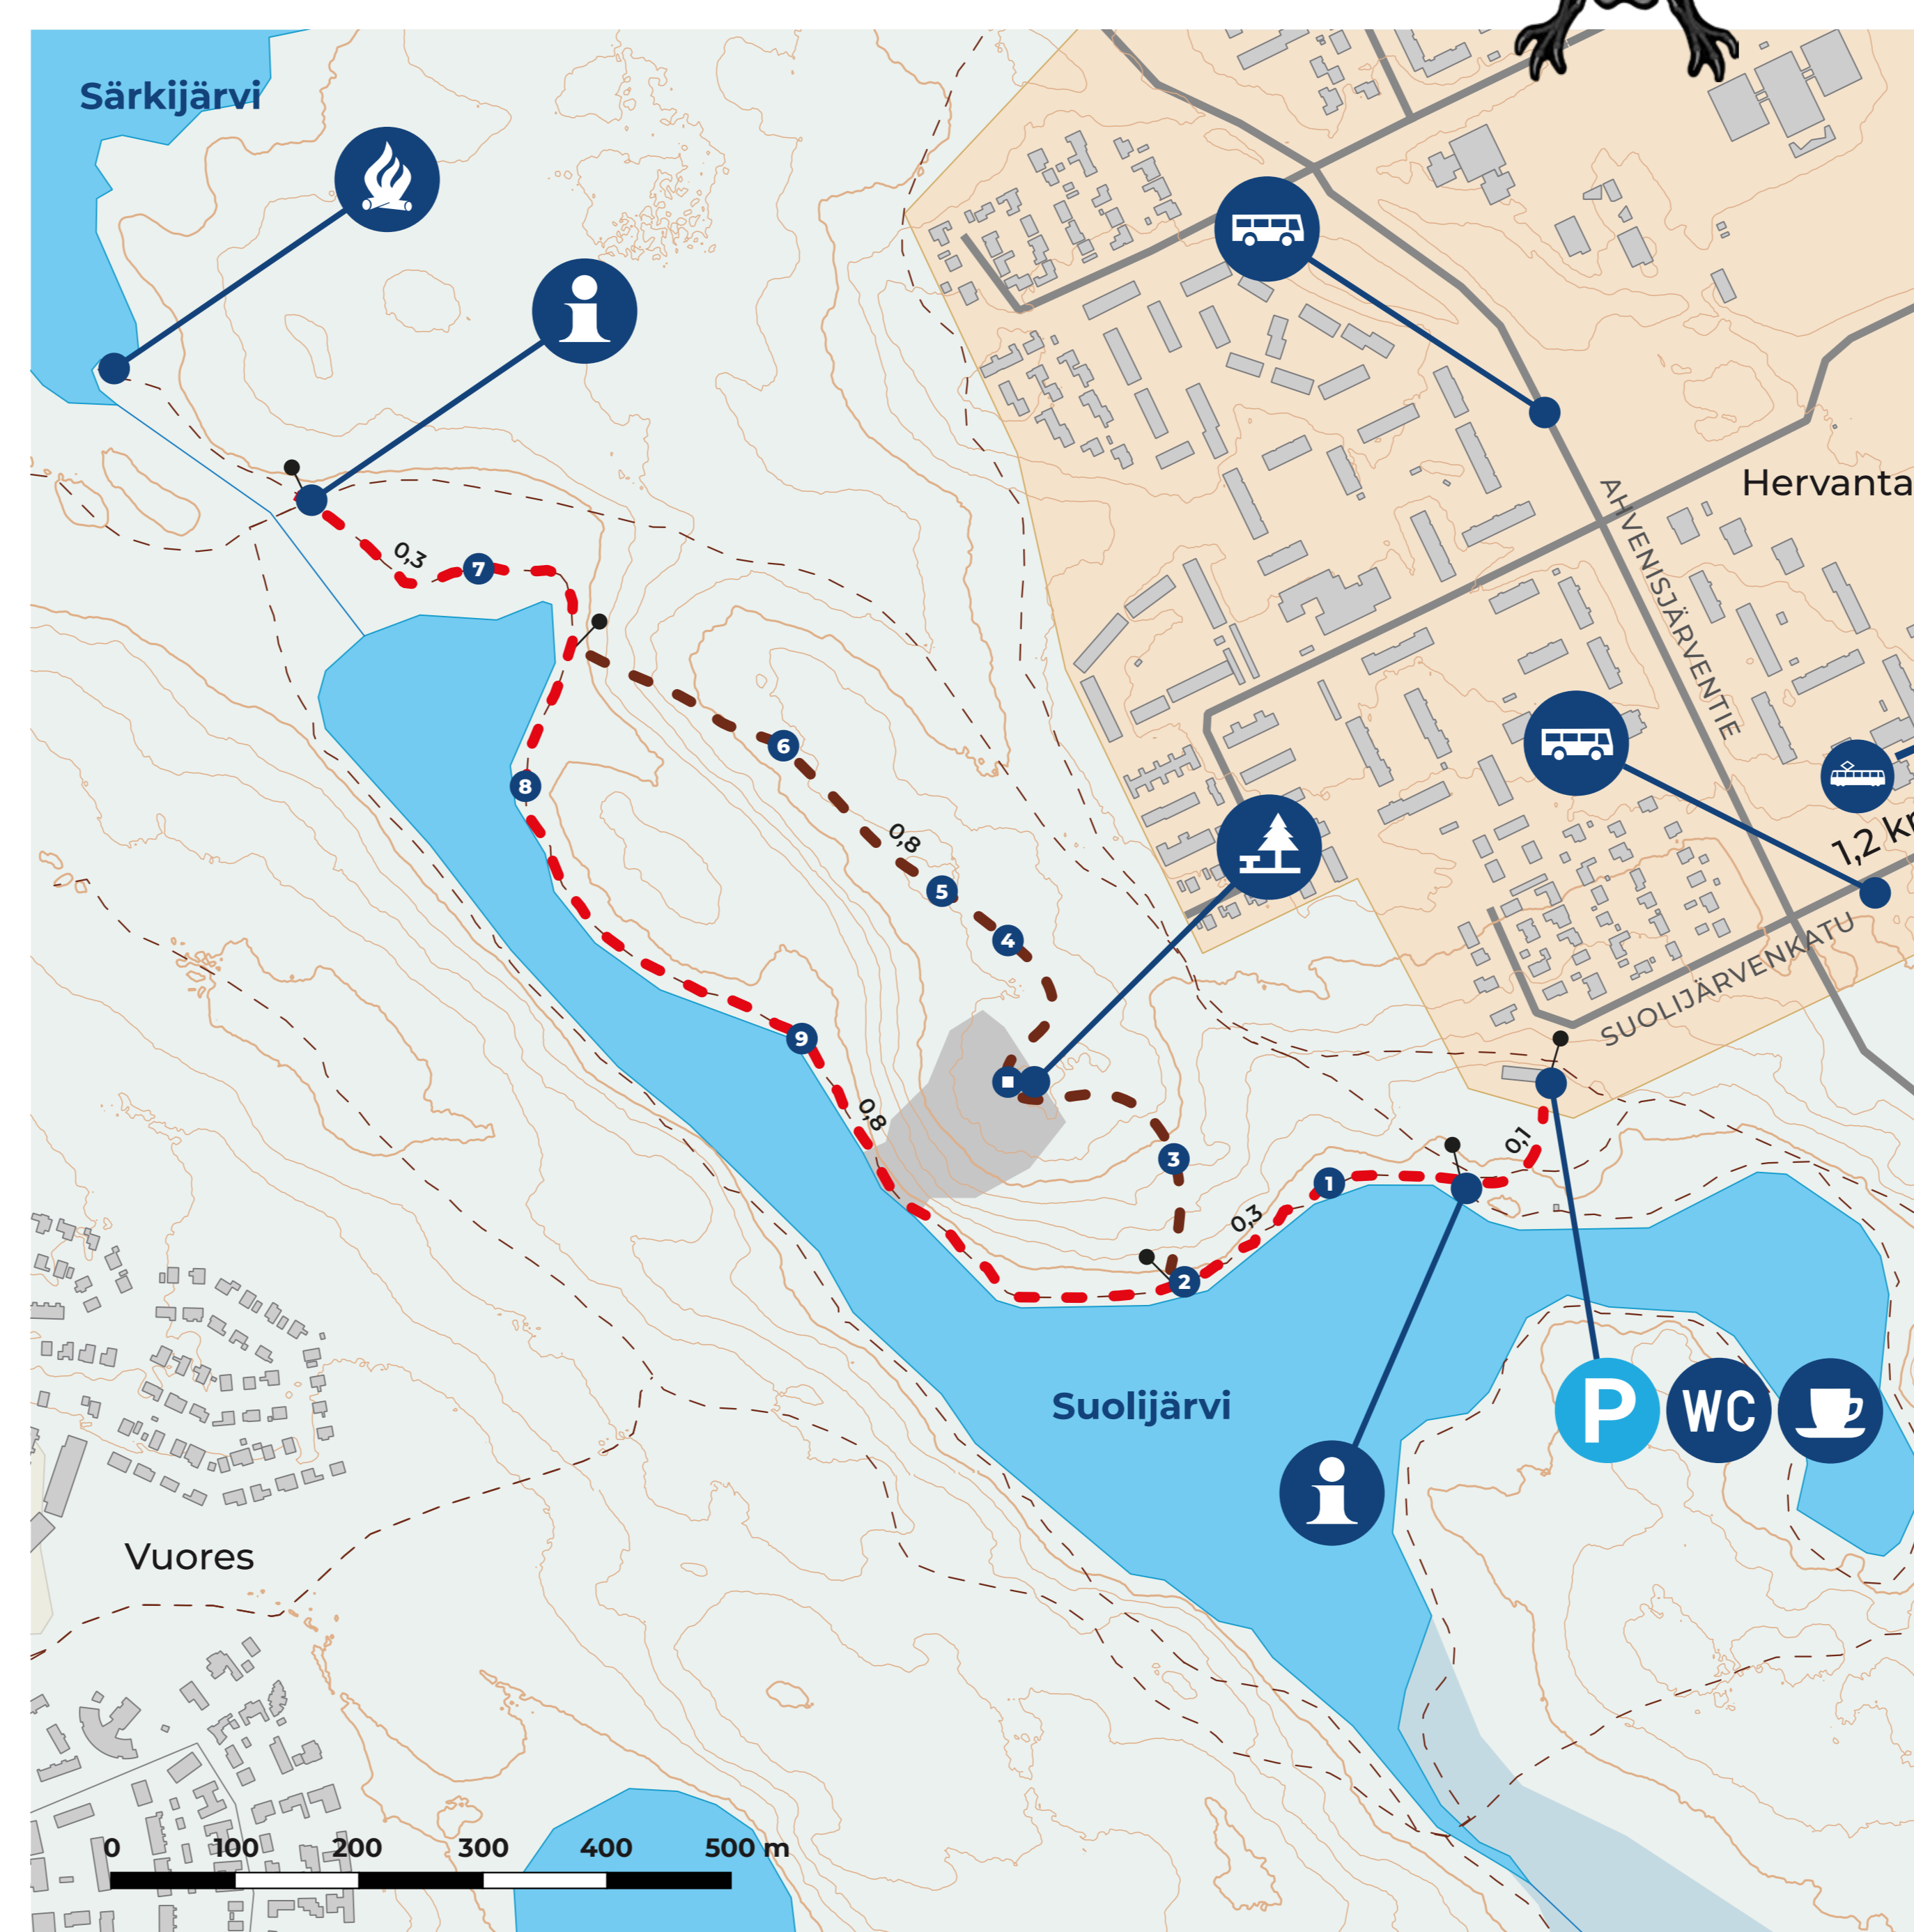 Särkijärvi
Hervanta
AHVENISJÄRVENTIE
0,3
7
6
8
0,8
5
4
1,2 k
SUOLIJÄRVENKATU
9
0,8
3
0,1
1
0,3
2
Suolijärvi
P
WC
Vuores
0 100 200 300 400 500 m